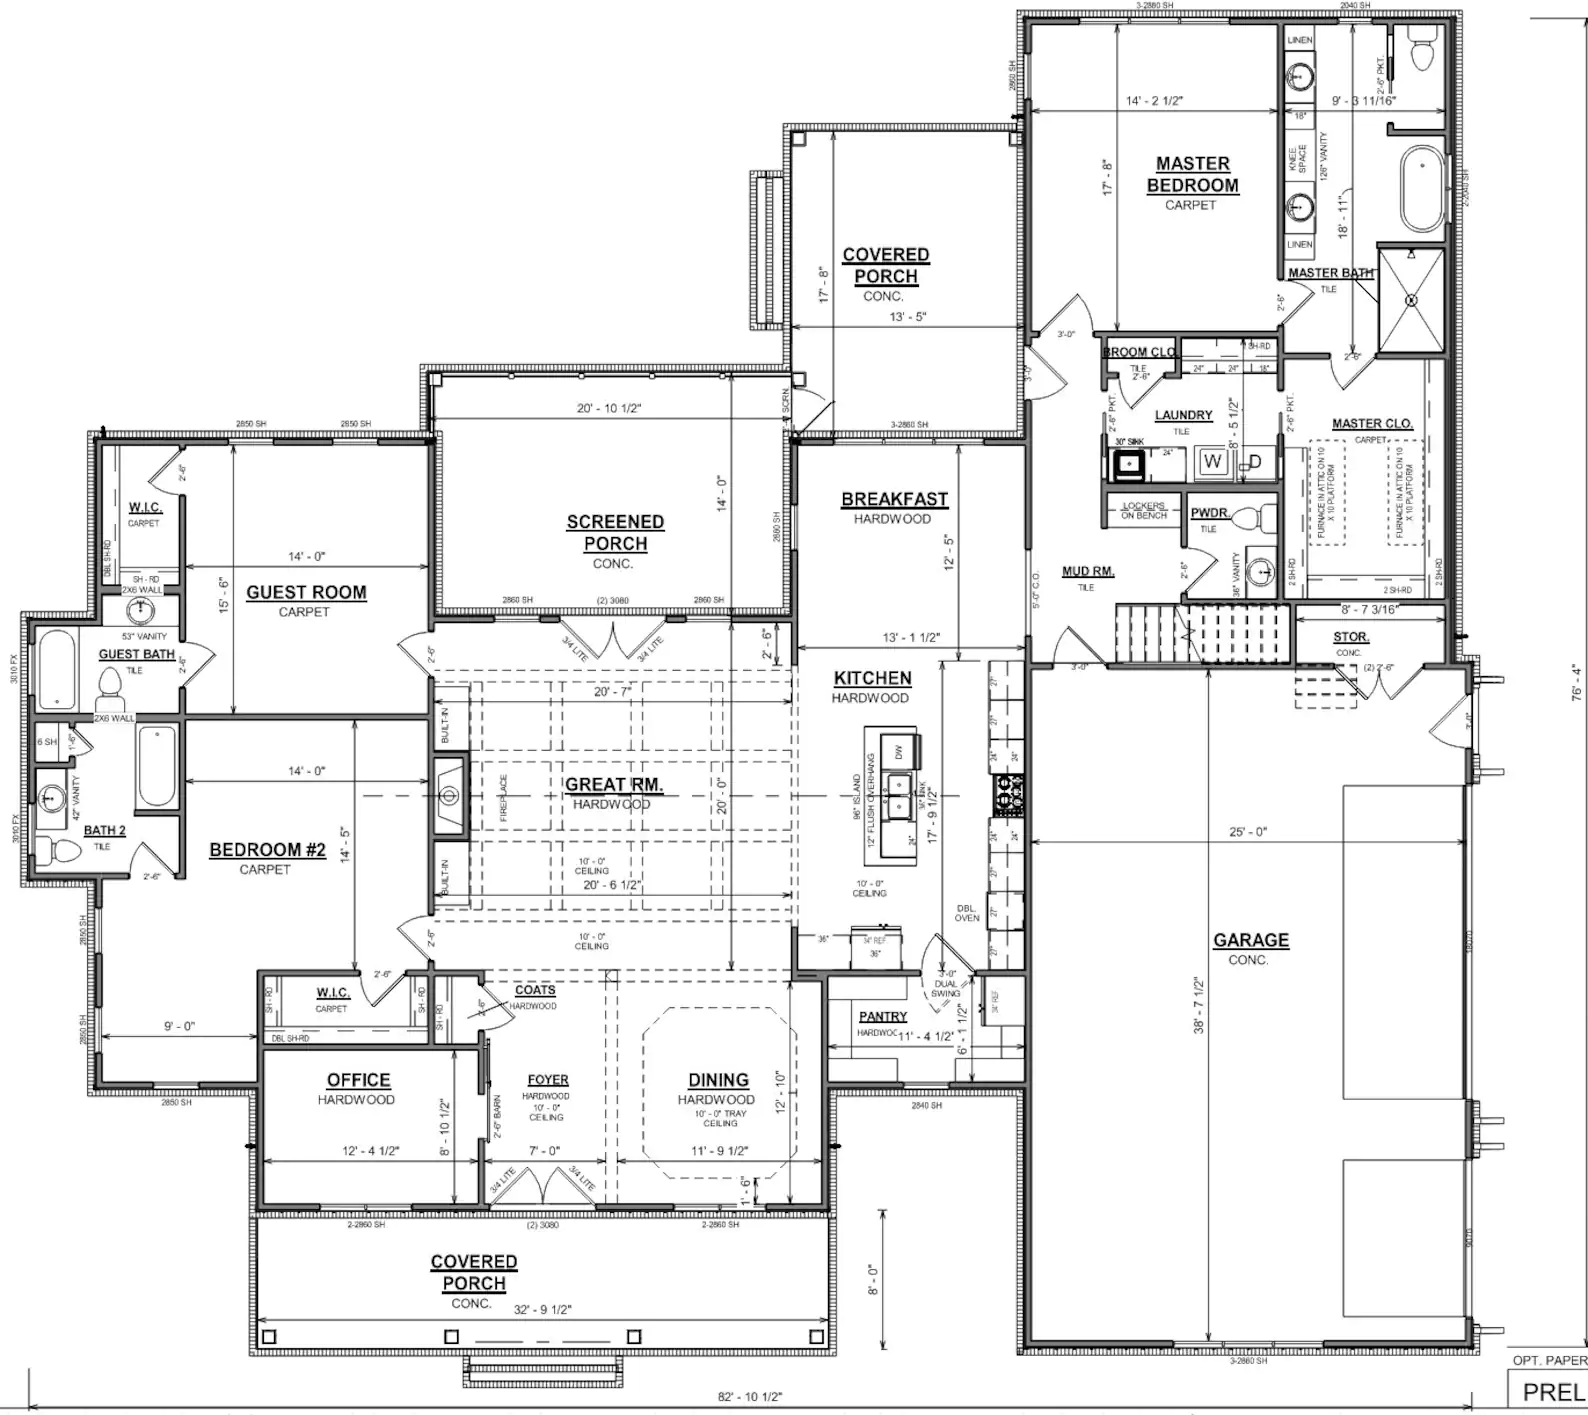 3-2880 SH
2040 SH
LINEN
2'-6" PKT.
2860 SH
14' - 2 1/2"
9' - 3 11/16"
18"
17' - 8"
MASTER
BEDROOM
CARPET
KNEE
SPACE
126" VANITY
2-2040 SH
18' - 11"
LINEN
MASTER BATH
TILE
2'-6"
COVERED
PORCH
CONC.
17' - 8"
13' - 5"
3'-0"
3'-0"
BROOM CLO.
TILE
2'-6"
SH-RD
24"
24"
18"
2'-6"
20' - 10 1/2"
SCRN.
3-2860 SH
2'-6" PKT.
LAUNDRY
TILE
8' - 5 1/2"
2'-6" PKT.
MASTER CLO.
CARPET
2850 SH
2850 SH
30" SINK
24"
W
D
FURNACE IN ATTIC ON 10
X 10 PLATFORM
FURNACE IN ATTIC ON 10
X 10 PLATFORM
2'-6"
W.I.C.
CARPET
DBL SH-RD
SH - RD
2X6 WALL
14' - 0"
15' - 6"
GUEST ROOM
CARPET
SCREENED
PORCH
CONC.
14' - 0"
2860 SH
BREAKFAST
HARDWOOD
12' - 5"
LOCKERS
ON BENCH
PWDR.
TILE
36" VANITY
2'-6"
MUD RM.
TILE
5'-0" C.O.
2 SH-RD
2 SH-RD
2 SH-RD
2860 SH
(2) 3080
2860 SH
8' - 7 3/16"
STOR.
CONC.
(2) 2'-6"
53" VANITY
GUEST BATH
TILE
2'-6"
3010 FX
2X6 WALL
2'-6"
3/4 LITE
3/4 LITE
2' - 6"
13' - 1 1/2"
3'-0"
KITCHEN
HARDWOOD
27"
27"
24"
24"
3'-0"
76' - 4"
20' - 7"
BUILT-IN
6 SH
1'-6"
14' - 0"
42" VANITY
BATH 2
TILE
3010 FX
2'-6"
BEDROOM #2
CARPET
14' - 5"
FIREPLACE
GREAT RM.
HARDWOOD
20' - 0"
DW
96" ISLAND
12" FLUSH OVERHANG
36" SINK
24"
17' - 9 1/2"
25' - 0"
24"
24"
27"
27"
27"
BUILT-IN
10' - 0"
CEILING
20' - 6 1/2"
10' - 0"
CEILING
DBL.
OVEN
10' - 0"
CEILING
36"
34" REF
36"
GARAGE
CONC.
18070
2850 SH
2'-6"
2'-6"
3'-0"
DUAL
SWING
W.I.C.
CARPET
SH - RD
SH - RD
DBL SH-RD
SH - RD
COATS
HARDWOOD
2'-6"
PANTRY
11' - 4 1/2"
6' - 1 1/2"
34" REF
38' - 7 1/2"
9' - 0"
2850 SH
2850 SH
OFFICE
HARDWOOD
8' - 10 1/2"
12' - 4 1/2"
2'-6" BARN
FOYER
HARDWOOD
10' - 0"
CEILING
7' - 0"
3/4 LITE
3/4 LITE
DINING
HARDWOOD
10' - 0" TRAY
CEILING
12' - 10"
11' - 9 1/2"
1' - 6"
2840 SH
2-2860 SH
(2) 3080
2-2860 SH
9070
8' - 0"
COVERED
PORCH
CONC.
32' - 9 1/2"
3-2860 SH
OPT. PAPER
PREL
82' - 10 1/2"